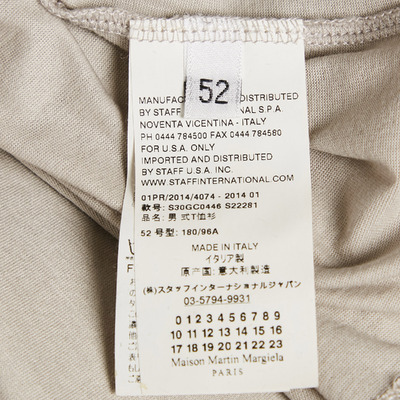 52
MANUFAC DISTRIBUTED
BY STAFF NAL S.P.A.
NOVENTA VICENTINA - ITALY
PH 0444 784500 FAX 0444 784580
FOR U.S.A. ONLY
IMPORTED AND DISTRIBUTED
BY STAFF U.S.A. INC.
WWW.STAFFINTERNATIONAL.COM
01PR/2014/4074 - 2014 01
款号: S30GC0446 S22281
品名: 男式T恤衫
52 号型: 180/96A
MADE IN ITALY
イタリア製
原产国: 意大利製造
(株)スタッフインターナショナルジャパン
03-5794-9931
0 1 2 3 4 5 6 7 8 9
10 11 12 13 14 15 16
17 18 19 20 21 22 23
Maison Martin Margiela
PARIS